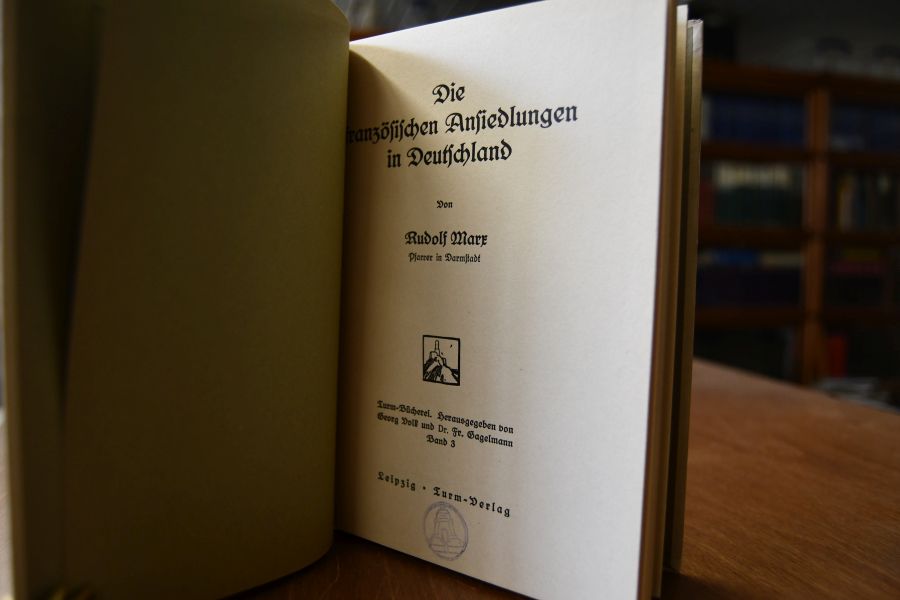 Die
französischen Ansiedlungen
in Deutschland
Von
Rudolf Marx
Pfarrer in Darmstadt
Turm-Bücherei. Herausgegeben von
Georg Volk und Dr. Fr. Gagelmann
Band 3
Leipzig · Turm-Verlag